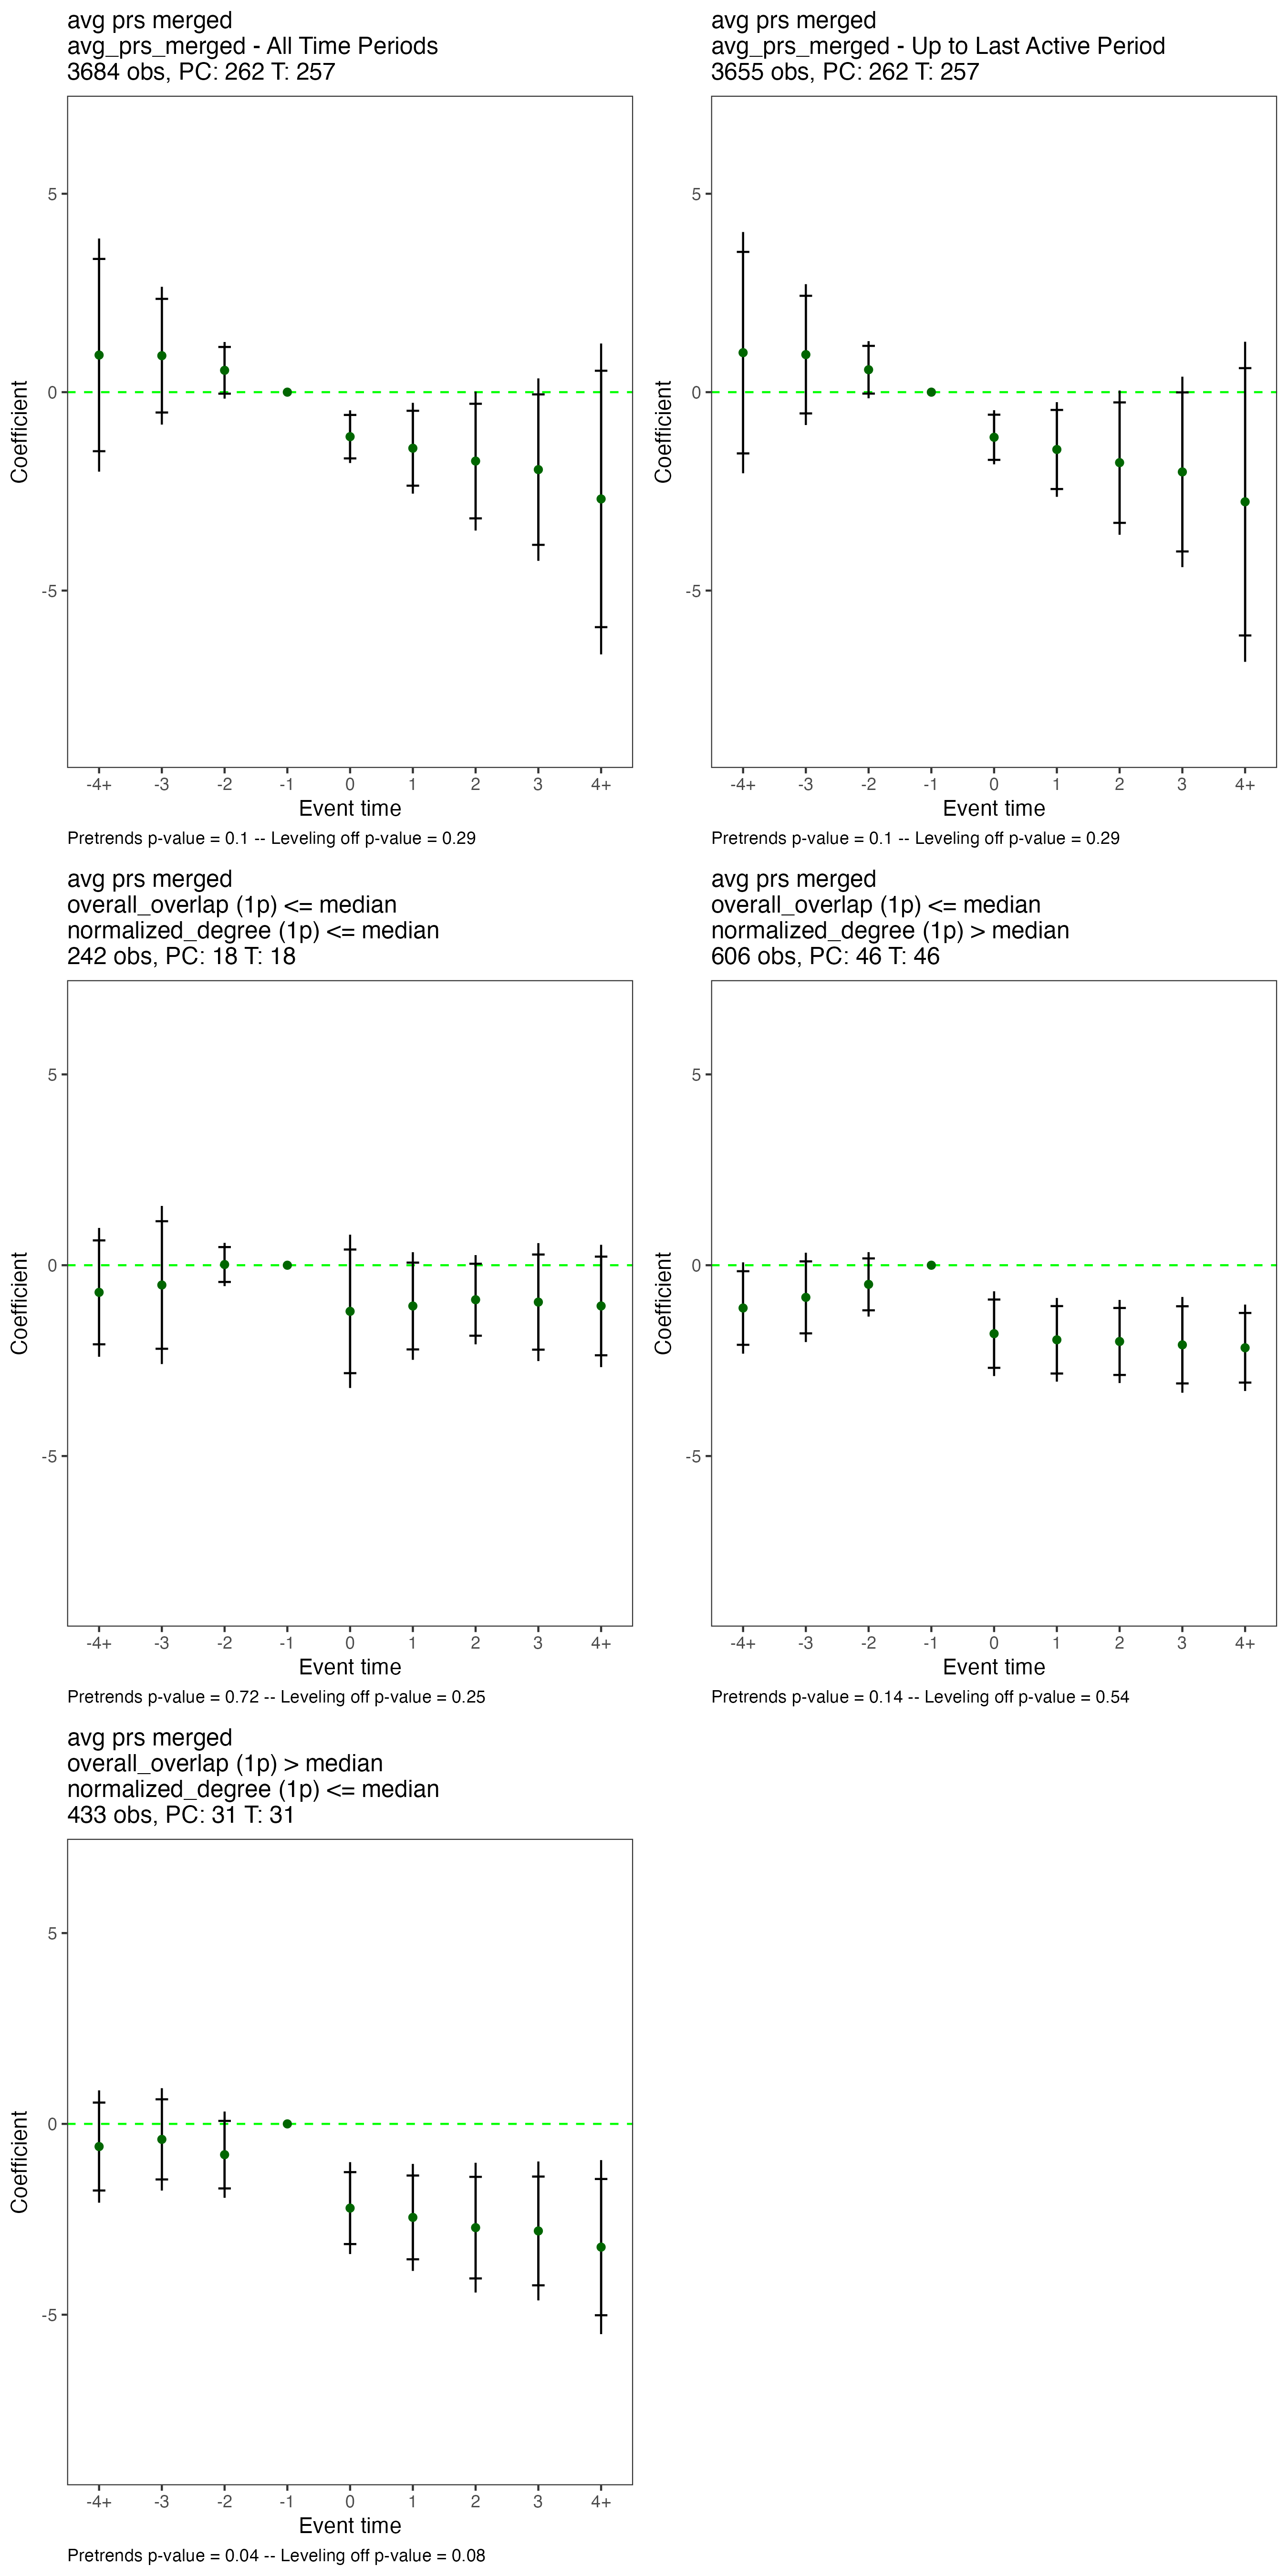 avg prs merged
avg_prs_merged - All Time Periods
3684 obs, PC: 262 T: 257
Coefficient
5
0
-5
-4+ -3 -2 -1 0 1 2 3 4+
Event time
Pretrends p-value = 0.1 -- Leveling off p-value = 0.29
avg prs merged
avg_prs_merged - Up to Last Active Period
3655 obs, PC: 262 T: 257
Coefficient
5
0
-5
-4+ -3 -2 -1 0 1 2 3 4+
Event time
Pretrends p-value = 0.1 -- Leveling off p-value = 0.29
avg prs merged
overall_overlap (1p) <= median
normalized_degree (1p) <= median
242 obs, PC: 18 T: 18
Coefficient
5
0
-5
-4+ -3 -2 -1 0 1 2 3 4+
Event time
Pretrends p-value = 0.72 -- Leveling off p-value = 0.25
avg prs merged
overall_overlap (1p) <= median
normalized_degree (1p) > median
606 obs, PC: 46 T: 46
Coefficient
5
0
-5
-4+ -3 -2 -1 0 1 2 3 4+
Event time
Pretrends p-value = 0.14 -- Leveling off p-value = 0.54
avg prs merged
overall_overlap (1p) > median
normalized_degree (1p) <= median
433 obs, PC: 31 T: 31
Coefficient
5
0
-5
-4+ -3 -2 -1 0 1 2 3 4+
Event time
Pretrends p-value = 0.04 -- Leveling off p-value = 0.08